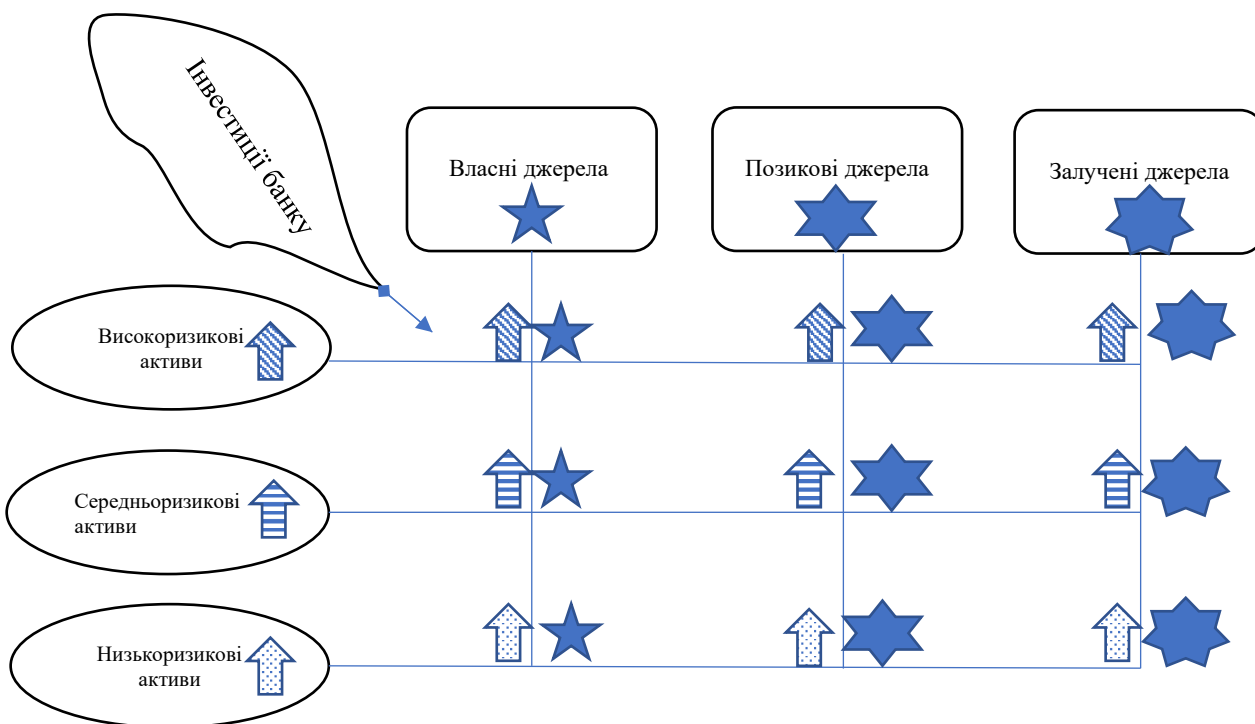 Інвестиції банку
Власні джерела
Позикові джерела
Залучені джерела
Високоризикові
активи
Середньоризикові
активи
Низькоризикові
активи